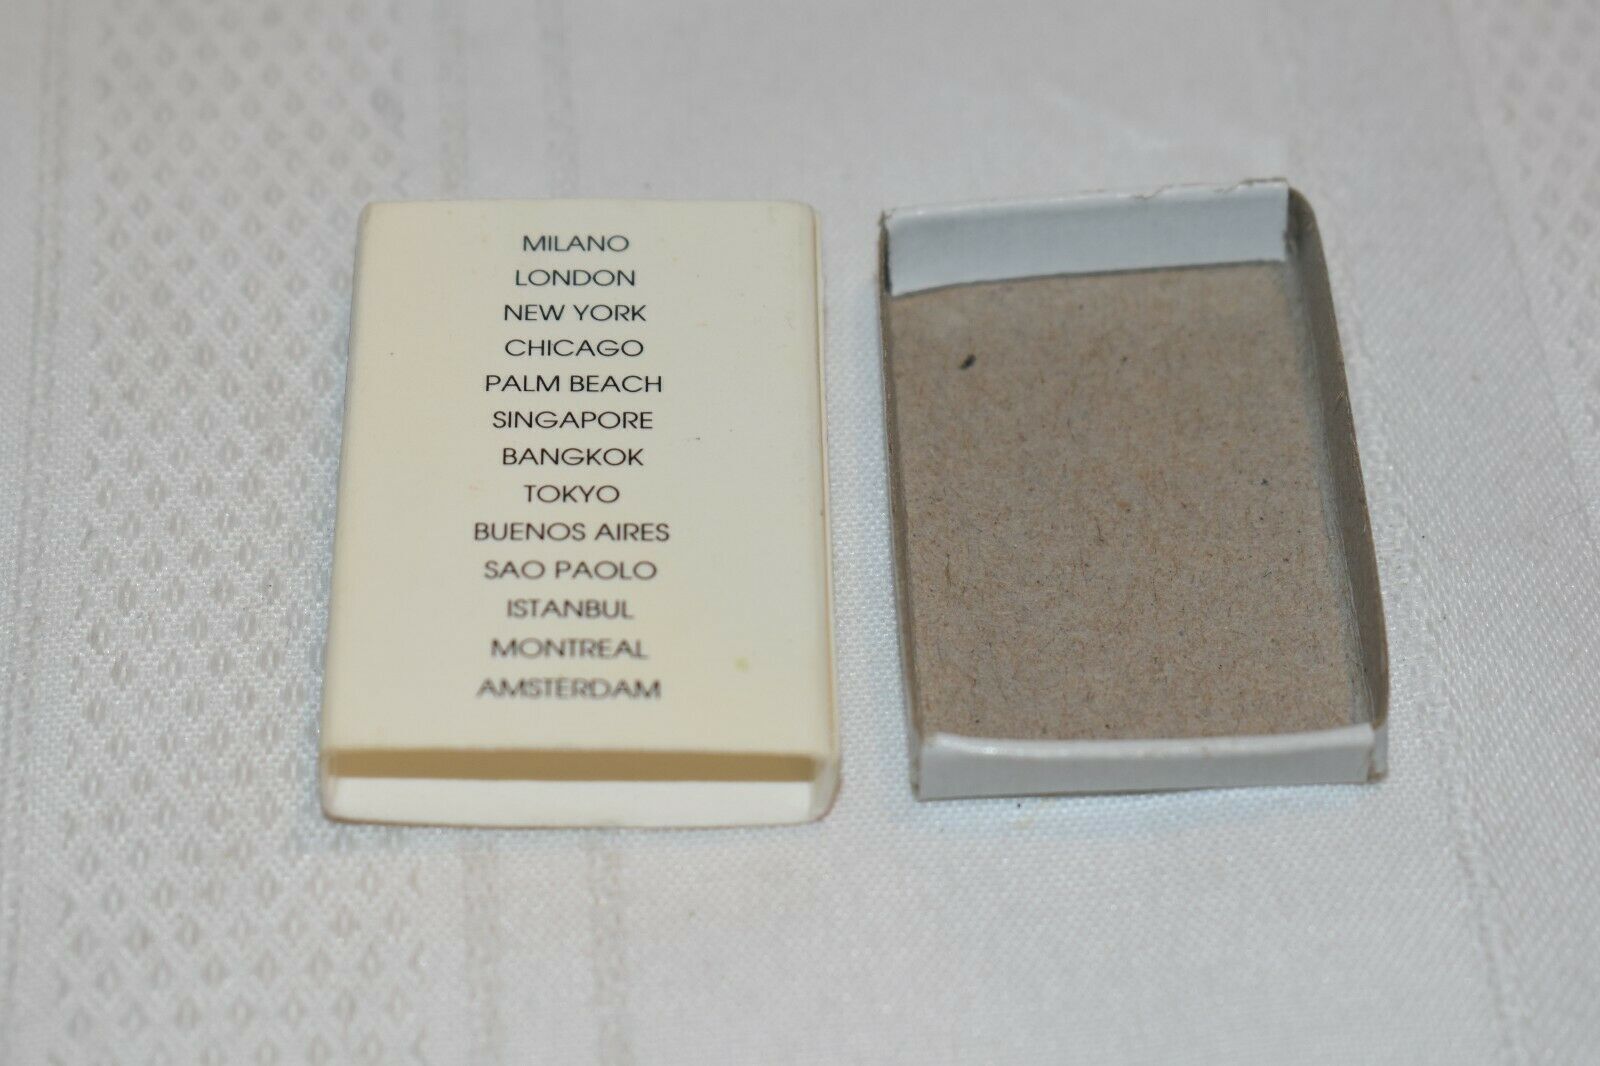 MILANO
LONDON
NEW YORK
CHICAGO
PALM BEACH
SINGAPORE
BANGKOK
TOKYO
BUENOS AIRES
SAO PAOLO
ISTANBUL
MONTREAL
AMSTERDAM